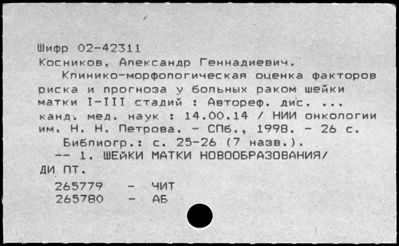 Шифр 02-42311
Косников, Александр Геннадиевич.
Клинико-морфологическая оценка факторов
риска и прогноза у больных раком шейки
матки I-III стадий : Автореф. дис. ...
канд. мед. наук : 14.00.14 / НИИ онкологии
им. Н. Н. Петрова. - СПб., 1998. - 26 с.
Библиогр.: с. 25-26 (7 назв.).
-- 1. ШЕЙКИ МАТКИ НОВООБРАЗОВАНИЯ/
ДИ ПТ.
265779 - ЧИТ
265780 - АБ